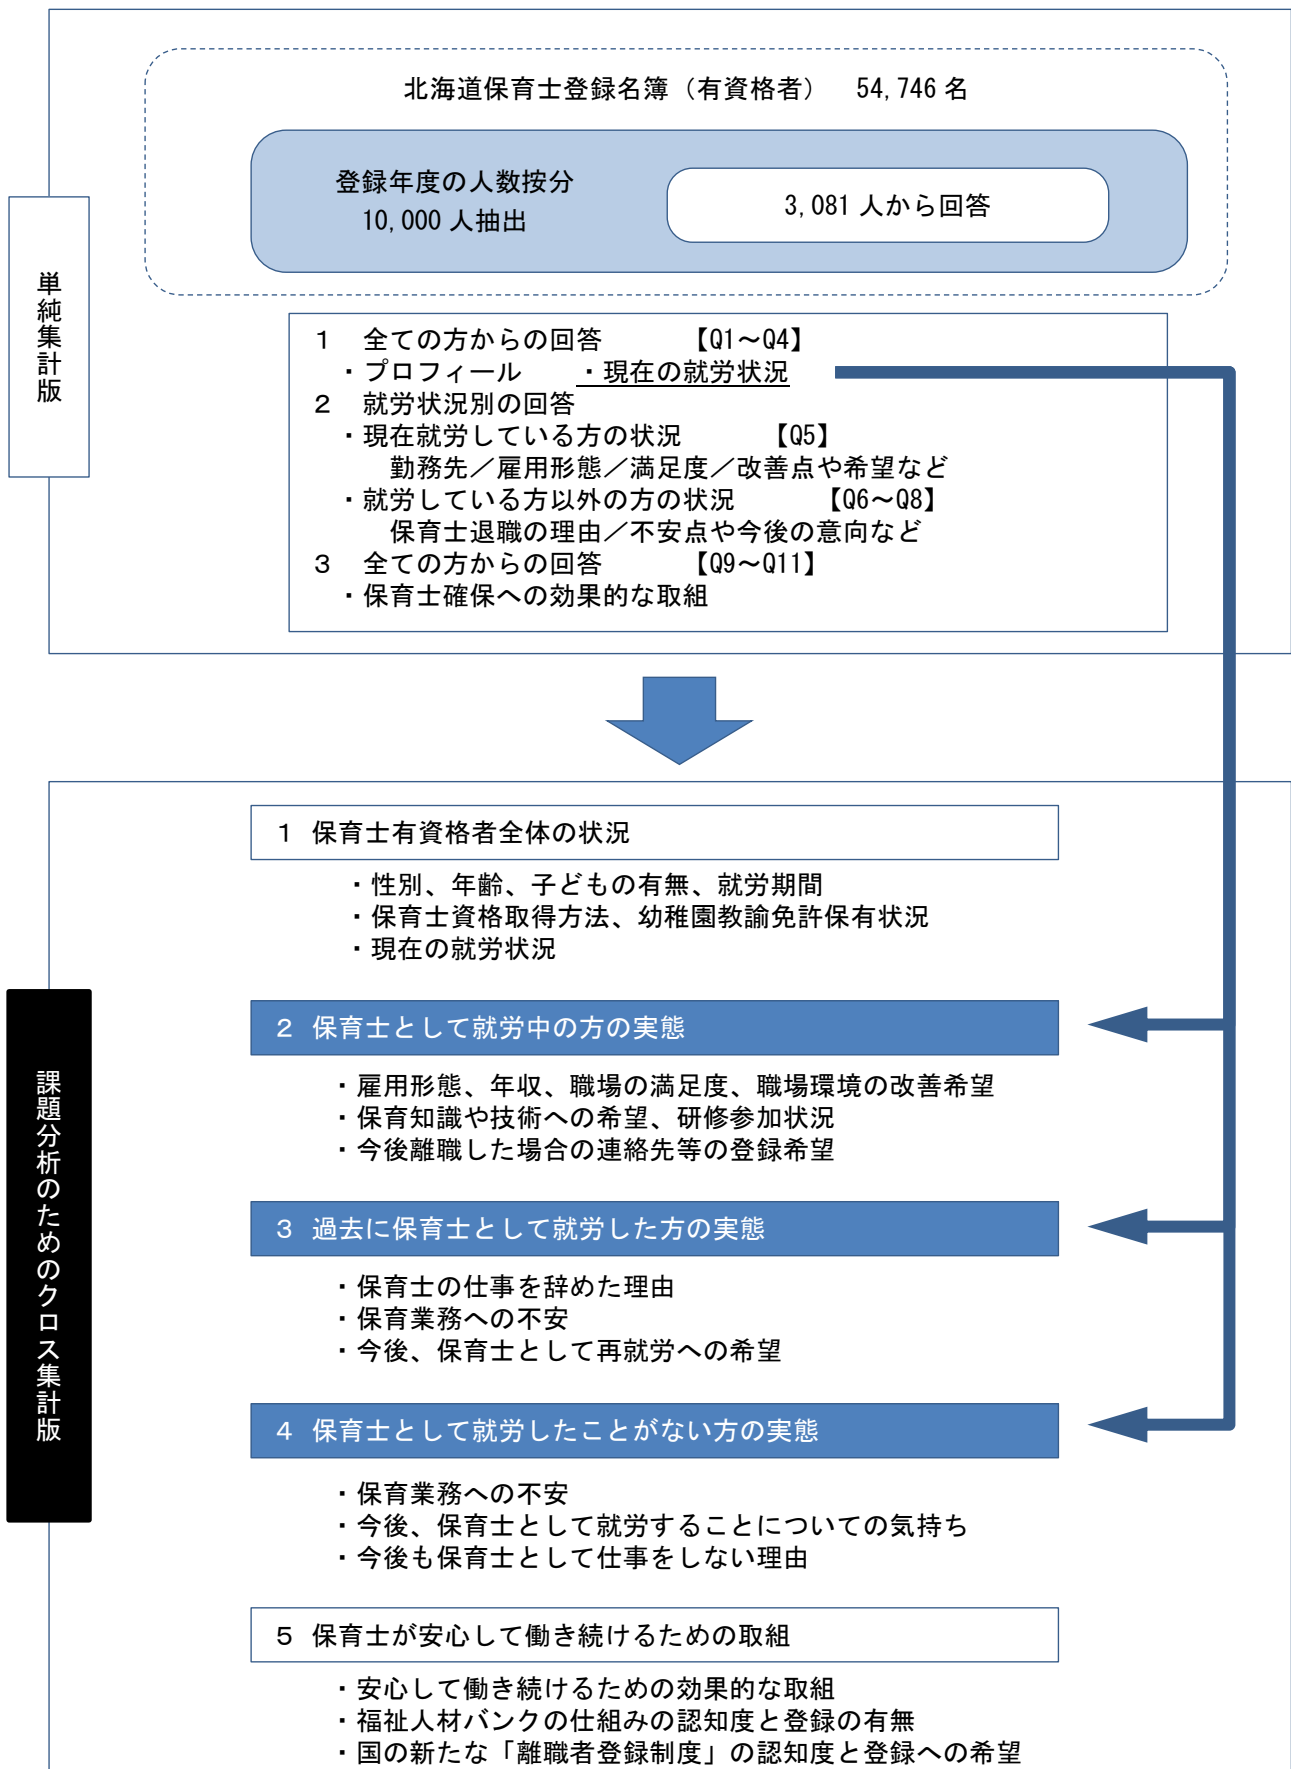 北海道保育士登録名簿（有資格者）　54,746 名
登録年度の人数按分
10,000 人抽出
3,081 人から回答
単純集計版
１　全ての方からの回答　　　【Q1～Q4】
・プロフィール　　・現在の就労状況
２　就労状況別の回答
・現在就労している方の状況　　　【Q5】
勤務先／雇用形態／満足度／改善点や希望など
・就労している方以外の方の状況　　　【Q6～Q8】
保育士退職の理由／不安点や今後の意向など
３　全ての方からの回答　　　【Q9～Q11】
・保育士確保への効果的な取組
課題分析のためのクロス集計版
１ 保育士有資格者全体の状況
・性別、年齢、子どもの有無、就労期間
・保育士資格取得方法、幼稚園教諭免許保有状況
・現在の就労状況
２ 保育士として就労中の方の実態
・雇用形態、年収、職場の満足度、職場環境の改善希望
・保育知識や技術への希望、研修参加状況
・今後離職した場合の連絡先等の登録希望
３ 過去に保育士として就労した方の実態
・保育士の仕事を辞めた理由
・保育業務への不安
・今後、保育士として再就労への希望
４ 保育士として就労したことがない方の実態
・保育業務への不安
・今後、保育士として就労することについての気持ち
・今後も保育士として仕事をしない理由
５ 保育士が安心して働き続けるための取組
・安心して働き続けるための効果的な取組
・福祉人材バンクの仕組みの認知度と登録の有無
・国の新たな「離職者登録制度」の認知度と登録への希望